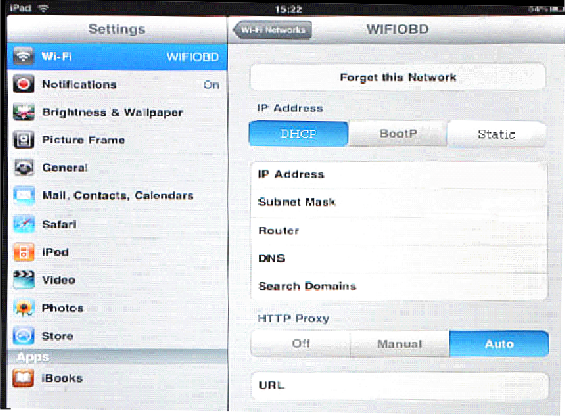 iPad 15:22 64%
Settings
Wi-Fi WIFIOBD
Notifications On
Brightness & Wallpaper
Picture Frame
General
Mail, Contacts, Calendars
Safari
iPod
Video
Photos
Store
Apps
iBooks
Wi-Fi Networks WIFIOBD
Forget this Network
IP Address
DHCP BootP Static
IP Address
Subnet Mask
Router
DNS
Search Domains
HTTP Proxy
Off Manual Auto
URL